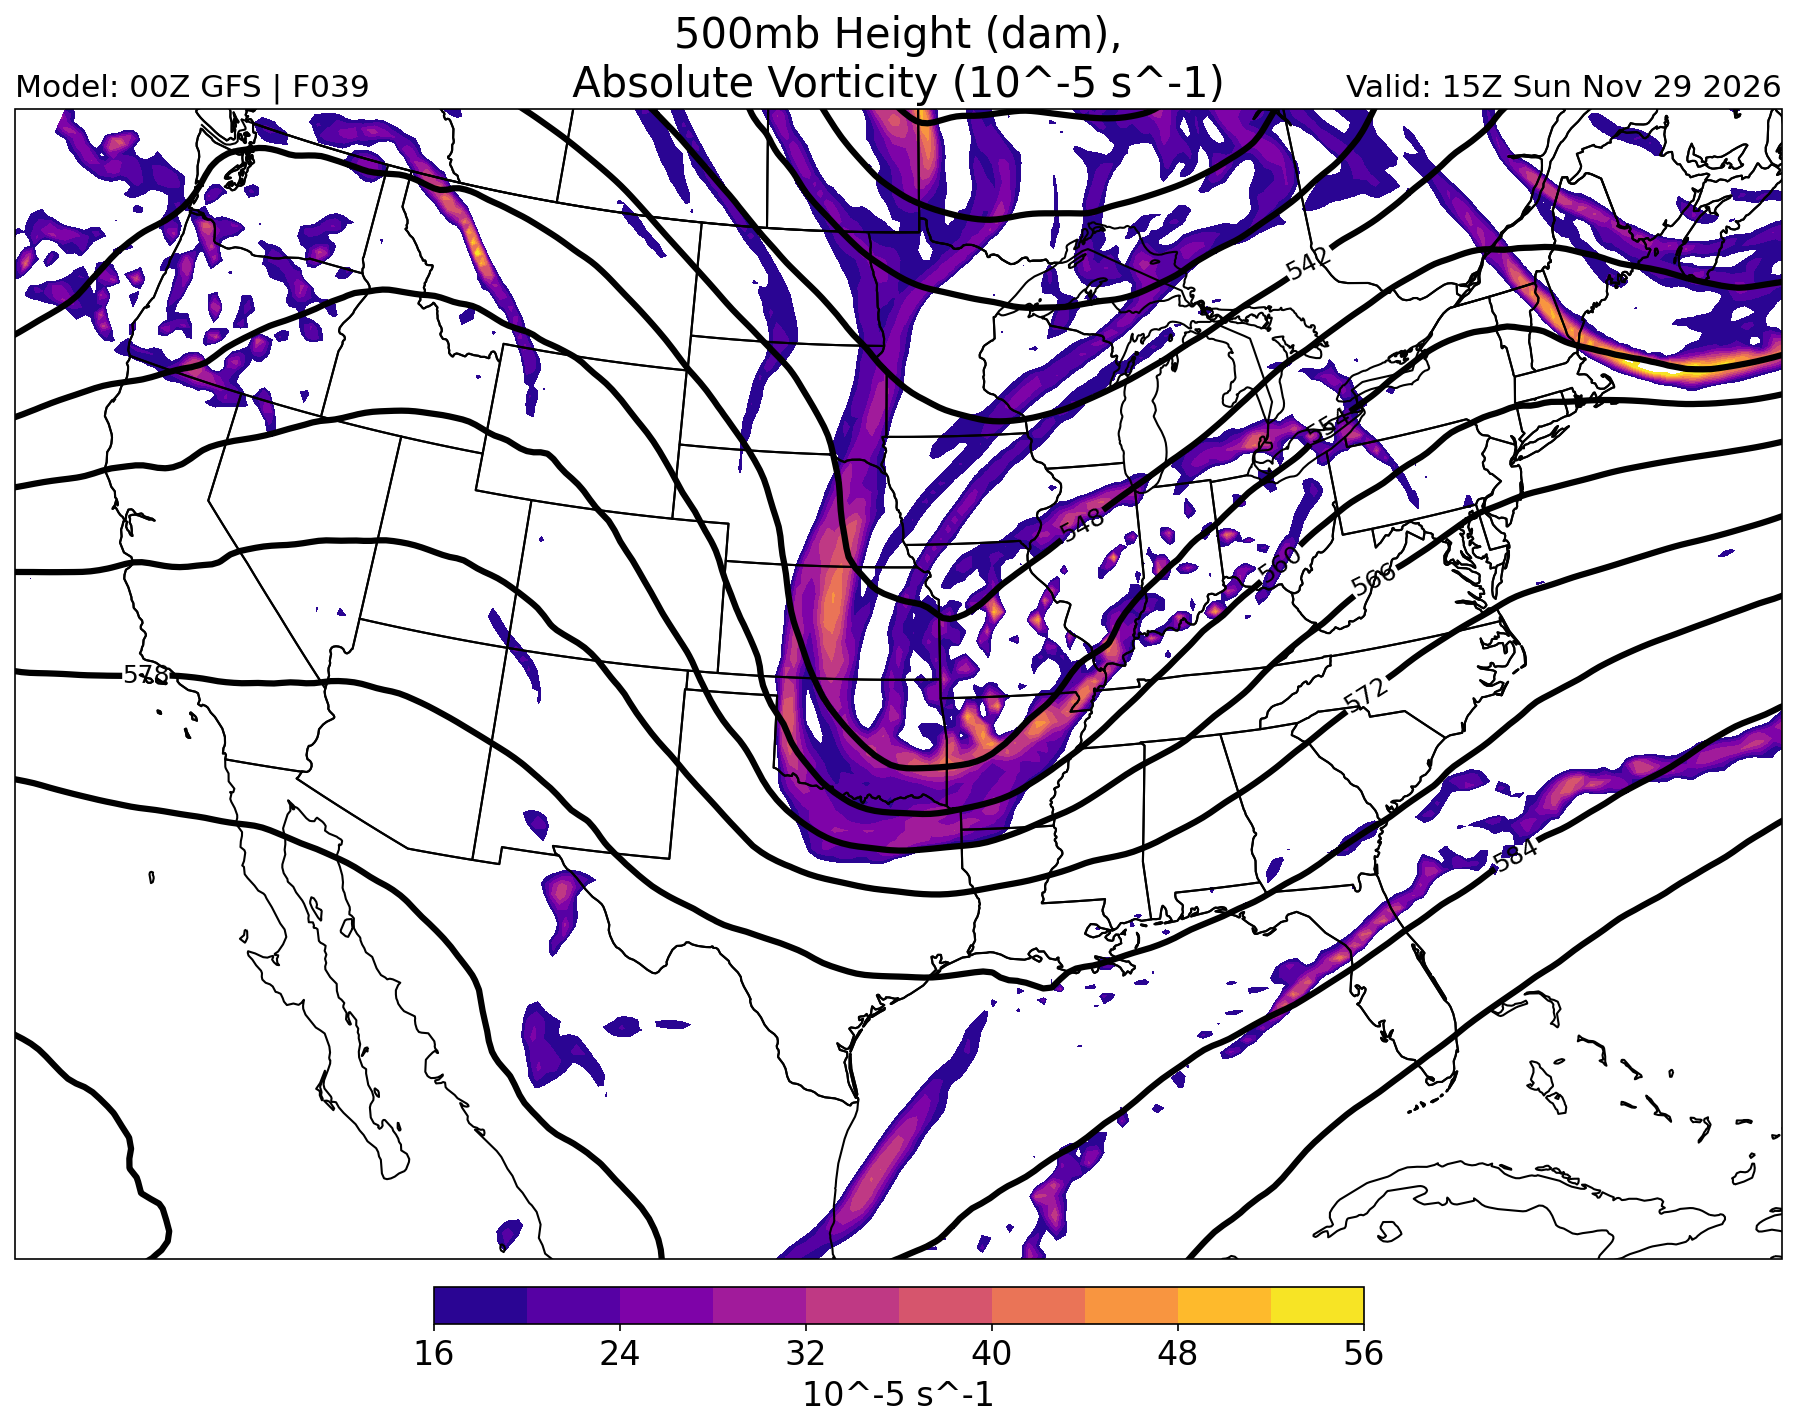 500mb Height (dam),
Model: 00Z GFS | F039
Absolute Vorticity (10^-5 s^-1)
Valid: 15Z Sun Nov 29 2026
542
554
548
560
566
578
572
584
16 24 32 40 48 56
10^-5 s^-1